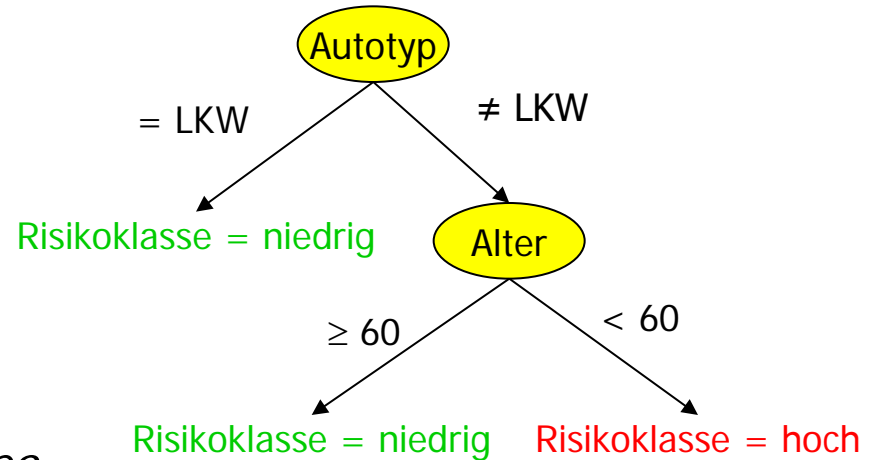 Autotyp
= LKW
≠ LKW
Risikoklasse = niedrig
Alter
≥ 60
< 60
Risikoklasse = niedrig
Risikoklasse = hoch